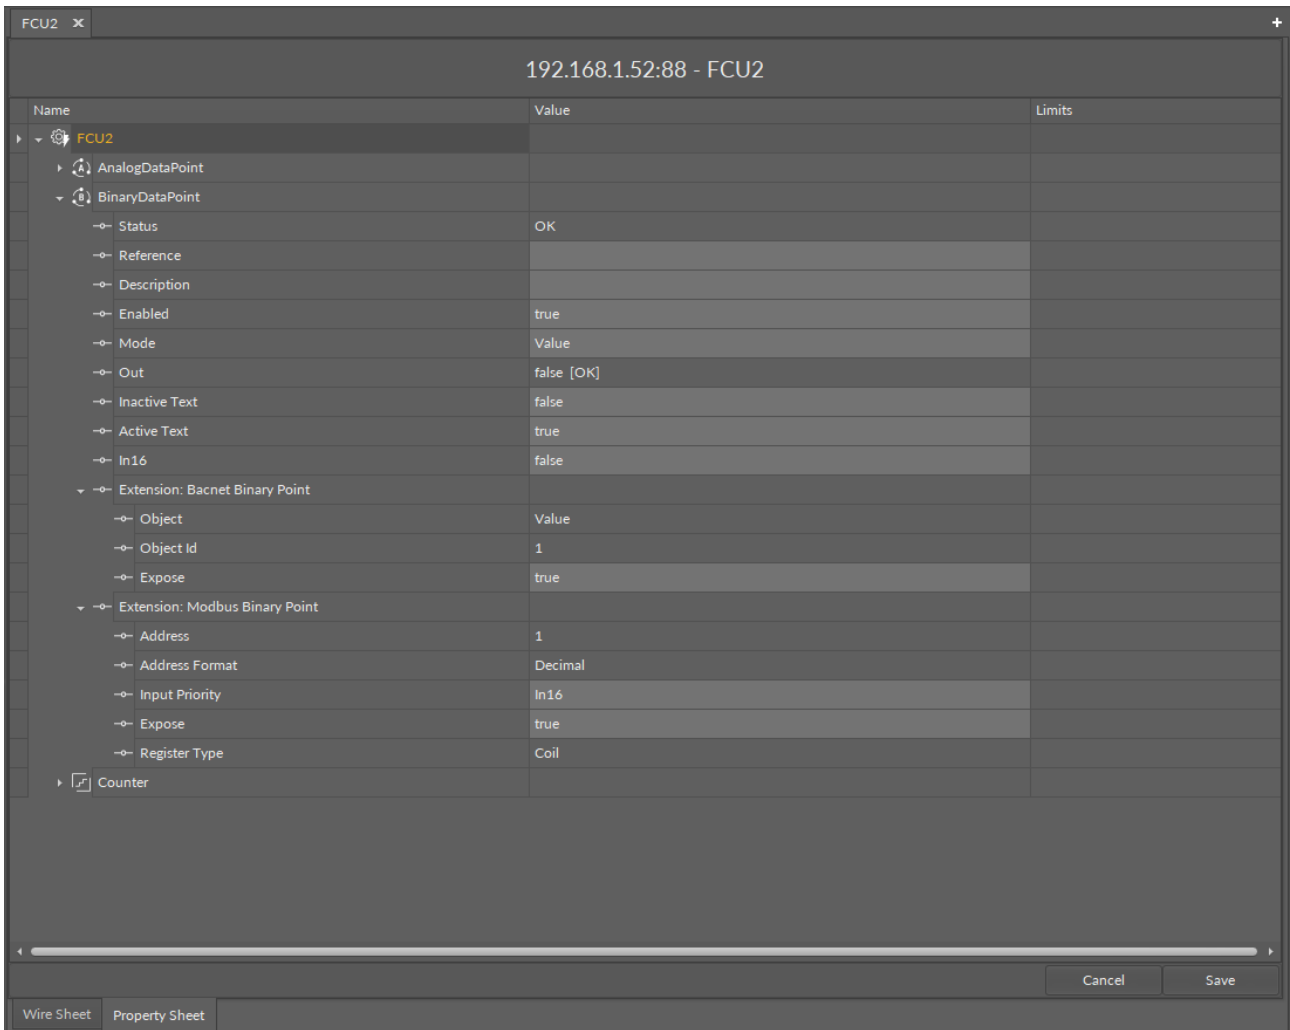 FCU2 ×
+
192.168.1.52:88 - FCU2
Name Value Limits
FCU2
AnalogDataPoint
BinaryDataPoint
Status OK
Reference
Description
Enabled true
Mode Value
Out false [OK]
Inactive Text false
Active Text true
In16 false
Extension: Bacnet Binary Point
Object Value
Object Id 1
Expose true
Extension: Modbus Binary Point
Address 1
Address Format Decimal
Input Priority In16
Expose true
Register Type Coil
Counter
Cancel Save
Wire Sheet Property Sheet